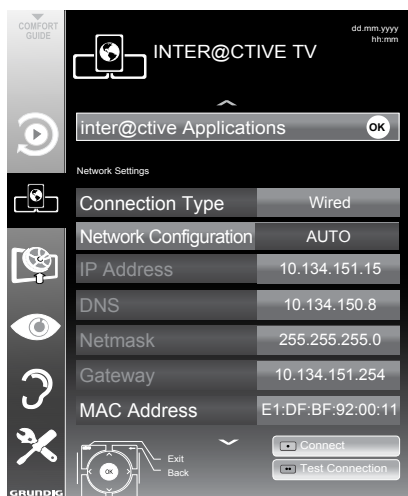 COMFORT
GUIDE
INTER@CTIVE TV
dd.mm.yyyy
hh:mm
inter@ctive Applications OK
Network Settings
Connection Type Wired
Network Configuration AUTO
IP Address 10.134.151.15
DNS 10.134.150.8
Netmask 255.255.255.0
Gateway 10.134.151.254
MAC Address E1:DF:BF:92:00:11
Exit
Back
OK
Connect
Test Connection
GRUNDIG